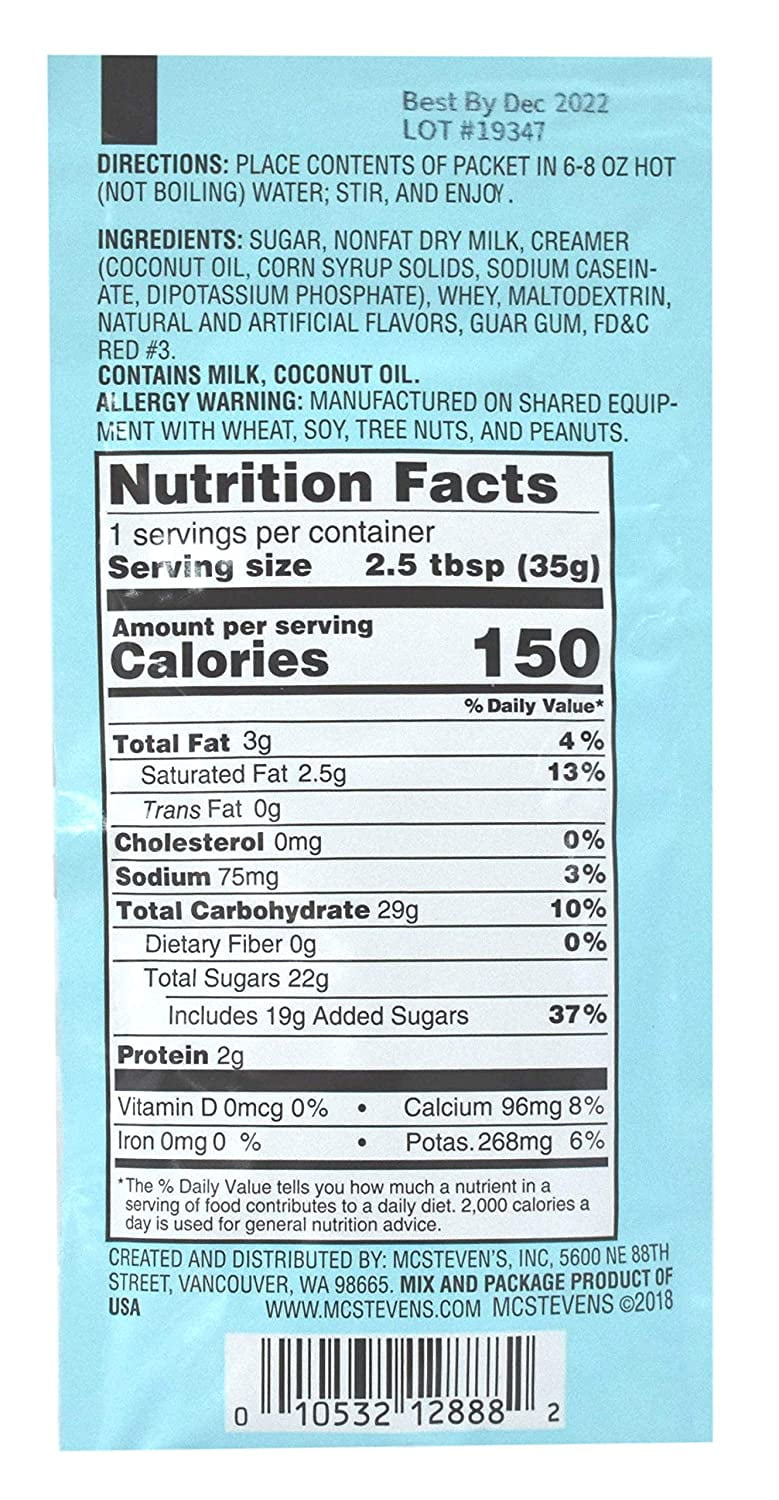 Best By Dec 2022
LOT #19347
DIRECTIONS: PLACE CONTENTS OF PACKET IN 6-8 OZ HOT
(NOT BOILING) WATER; STIR, AND ENJOY.
INGREDIENTS: SUGAR, NONFAT DRY MILK, CREAMER
(COCONUT OIL, CORN SYRUP SOLIDS, SODIUM CASEIN-
ATE, DIPOTASSIUM PHOSPHATE), WHEY, MALTODEXTRIN,
NATURAL AND ARTIFICIAL FLAVORS, GUAR GUM, FD&C
RED #3.
CONTAINS MILK, COCONUT OIL.
ALLERGY WARNING: MANUFACTURED ON SHARED EQUIP-
MENT WITH WHEAT, SOY, TREE NUTS, AND PEANUTS.
Nutrition Facts
1 servings per container
Serving size 2.5 tbsp (35g)
Amount per serving
Calories 150
% Daily Value*
Total Fat 3g 4%
Saturated Fat 2.5g 13%
Trans Fat 0g
Cholesterol 0mg 0%
Sodium 75mg 3%
Total Carbohydrate 29g 10%
Dietary Fiber 0g 0%
Total Sugars 22g
Includes 19g Added Sugars 37%
Protein 2g
Vitamin D 0mcg 0% • Calcium 96mg 8%
Iron 0mg 0 % • Potas. 268mg 6%
*The % Daily Value tells you how much a nutrient in a
serving of food contributes to a daily diet. 2,000 calories a
day is used for general nutrition advice.
CREATED AND DISTRIBUTED BY: MCSTEVEN'S, INC, 5600 NE 88TH
STREET, VANCOUVER, WA 98665. MIX AND PACKAGE PRODUCT OF
USA WWW.MCSTEVENS.COM MCSTEVENS ©2018
0 10532 12888 2